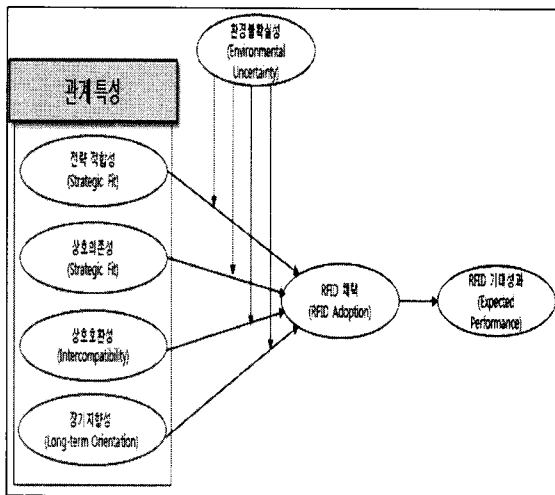 환경불확실성
(Environmental
Uncertainty)
관계특성
전략 적합성
(Strategic Fit)
상호의존성
(Strategic Fit)
상호호환성
(Intercompatibility)
장기지향성
(Long-term Orientation)
RFID 채택
(RFID Adoption)
RFID 기대성과
(Expected
Performance)